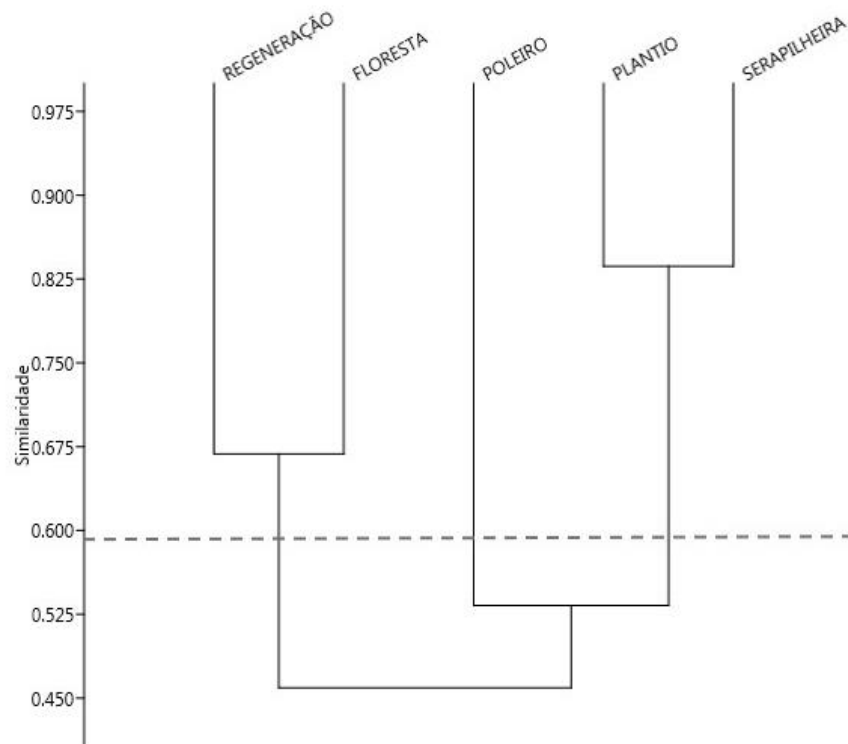 REGENERAÇÃO
FLORESTA
POLEIRO
PLANTIO
SERAPILHEIRA
Similaridade
0.975
0.900
0.825
0.750
0.675
0.600
0.525
0.450